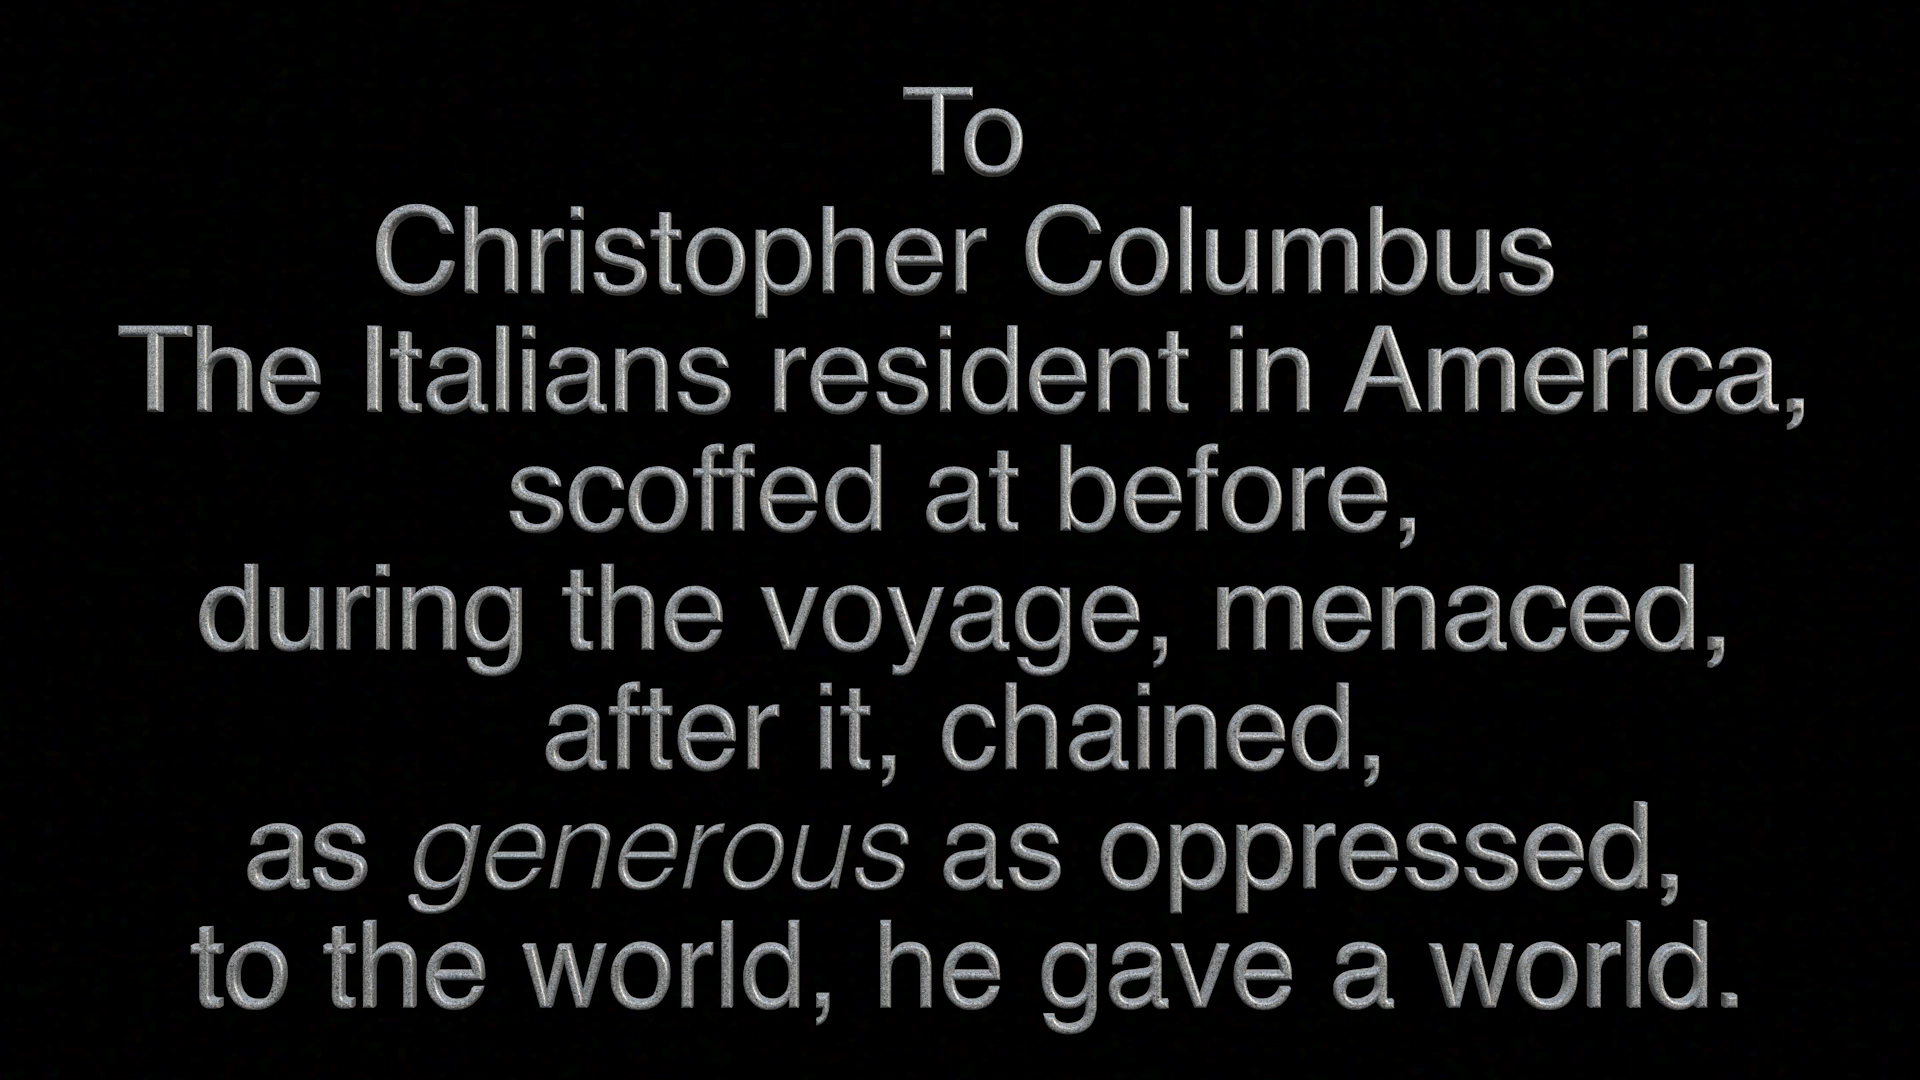 To
Christopher Columbus
The Italians resident in America,
scoffed at before,
during the voyage, menaced,
after it, chained,
as generous as oppressed,
to the world, he gave a world.